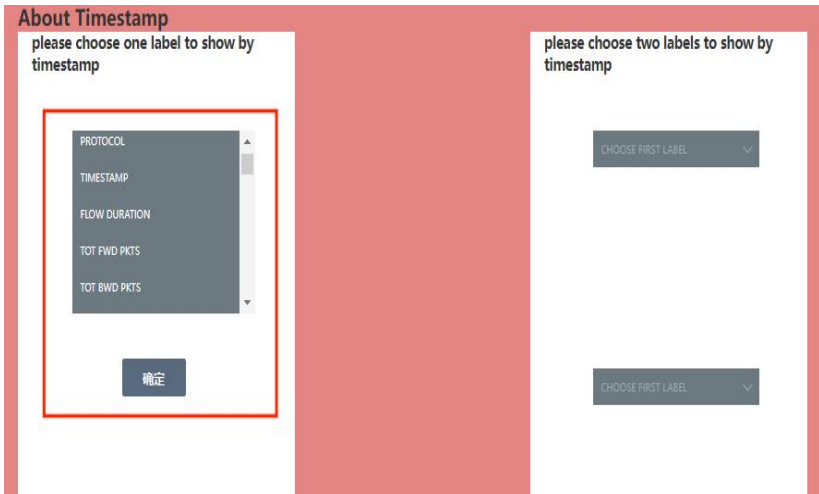 About Timestamp
please choose one label to show by
timestamp
PROTOCOL
TIMESTAMP
FLOW DURATION
TOT FWD PKTS
TOT BWD PKTS
确定
please choose two labels to show by
timestamp
CHOOSE FIRST LABEL
CHOOSE FIRST LABEL